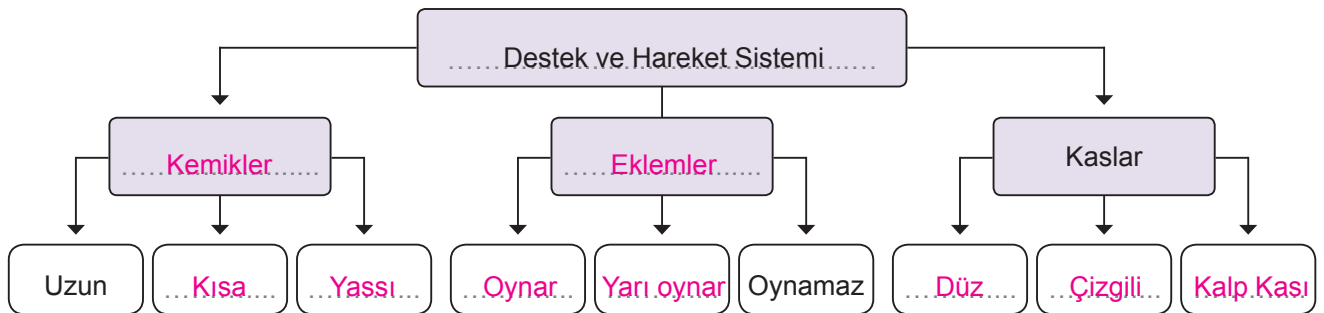 Destek ve Hareket Sistemi
Kemikler
Eklemler
Kaslar
Uzun
Kısa
Yassı
Oynar
Yarı oynar
Oynamaz
Düz
Çizgili
Kalp Kası